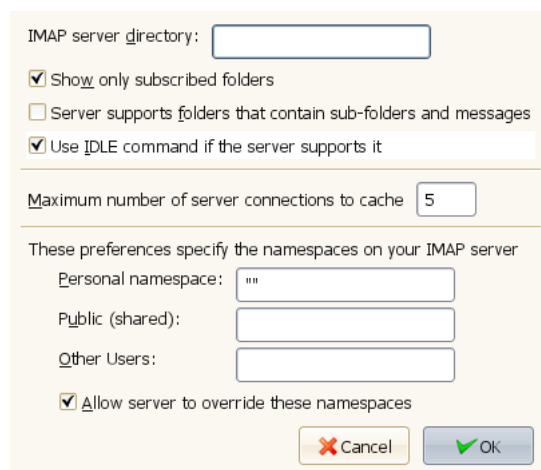 IMAP server directory:
Show only subscribed folders
Server supports folders that contain sub-folders and messages
Use IDLE command if the server supports it
Maximum number of server connections to cache 5
These preferences specify the namespaces on your IMAP server
Personal namespace: ""
Public (shared):
Other Users:
Allow server to override these namespaces
Cancel OK